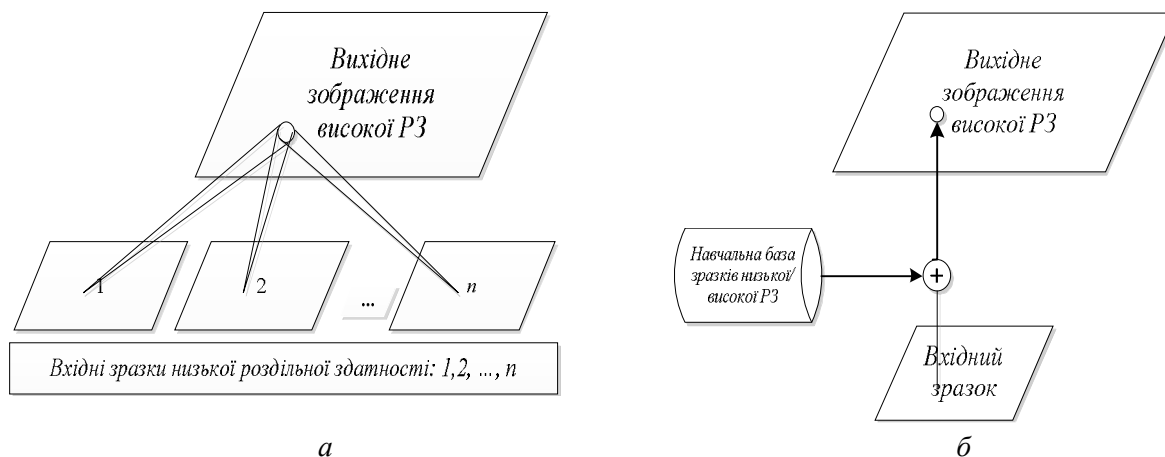 Вихідне
зображення
високої РЗ
1
2
...
n
Вхідні зразки низької роздільної здатності: 1,2, ..., n
а
Вихідне
зображення
високої РЗ
Навчальна база
зразків низької/
високої РЗ
+
Вхідний
зразок
б